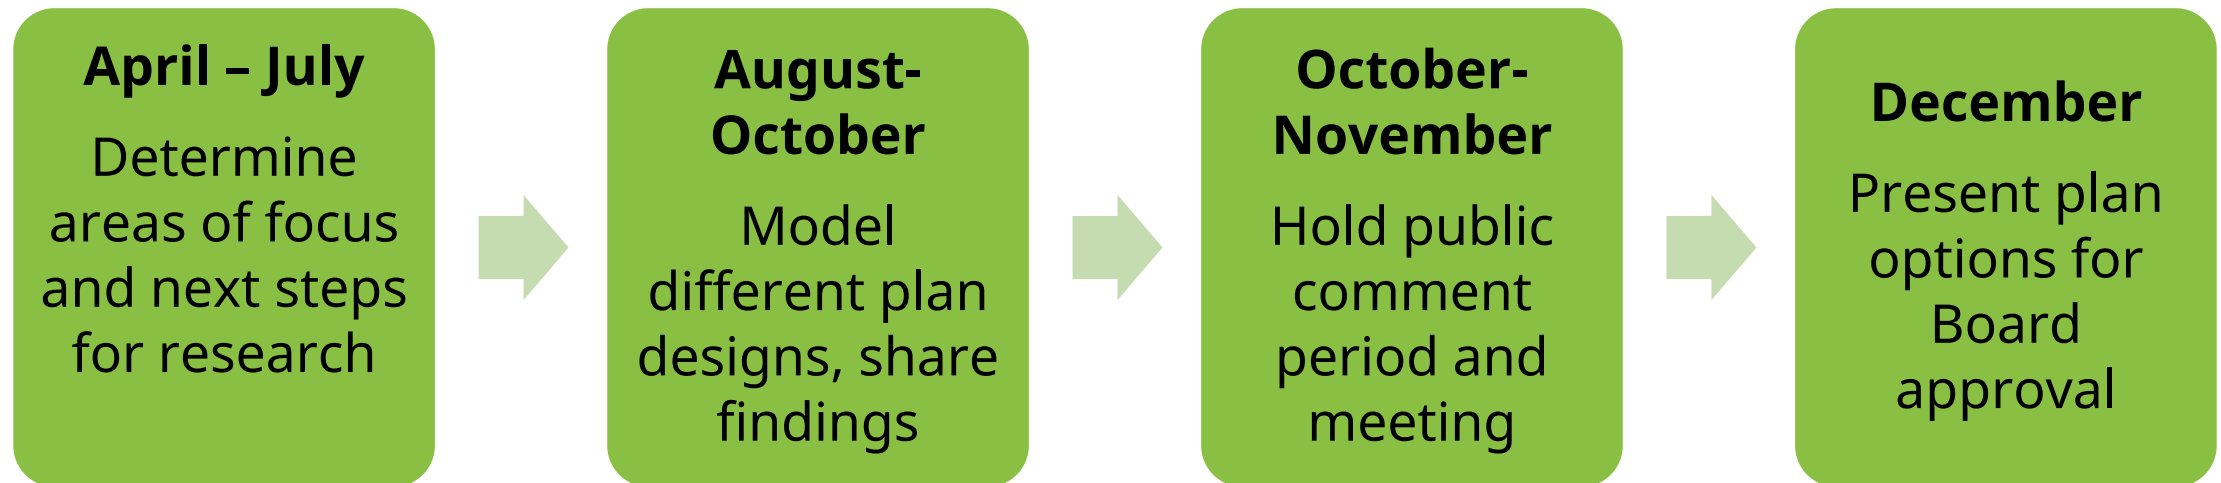 April – July
Determine
areas of focus
and next steps
for research
August-
October
Model
different plan
designs, share
findings
October-
November
Hold public
comment
period and
meeting
December
Present plan
options for
Board
approval